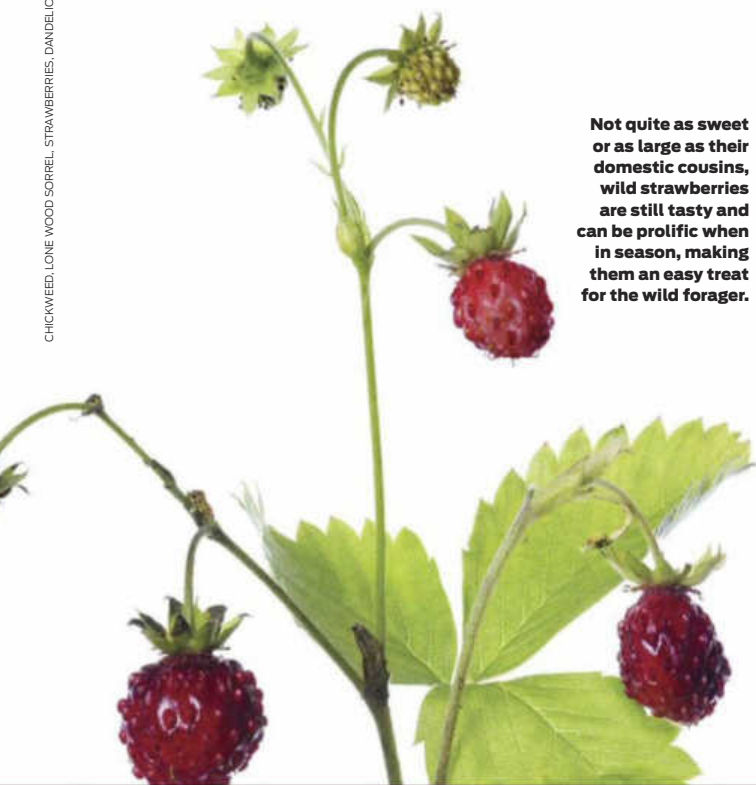 CHICKWEED, LONE WOOD SORREL, STRAWBERRIES,
Not quite as sweet
or as large as their
domestic cousins,
wild strawberries
are still tasty and
can be prolific when
in season, making
them an easy treat
for the wild forager.